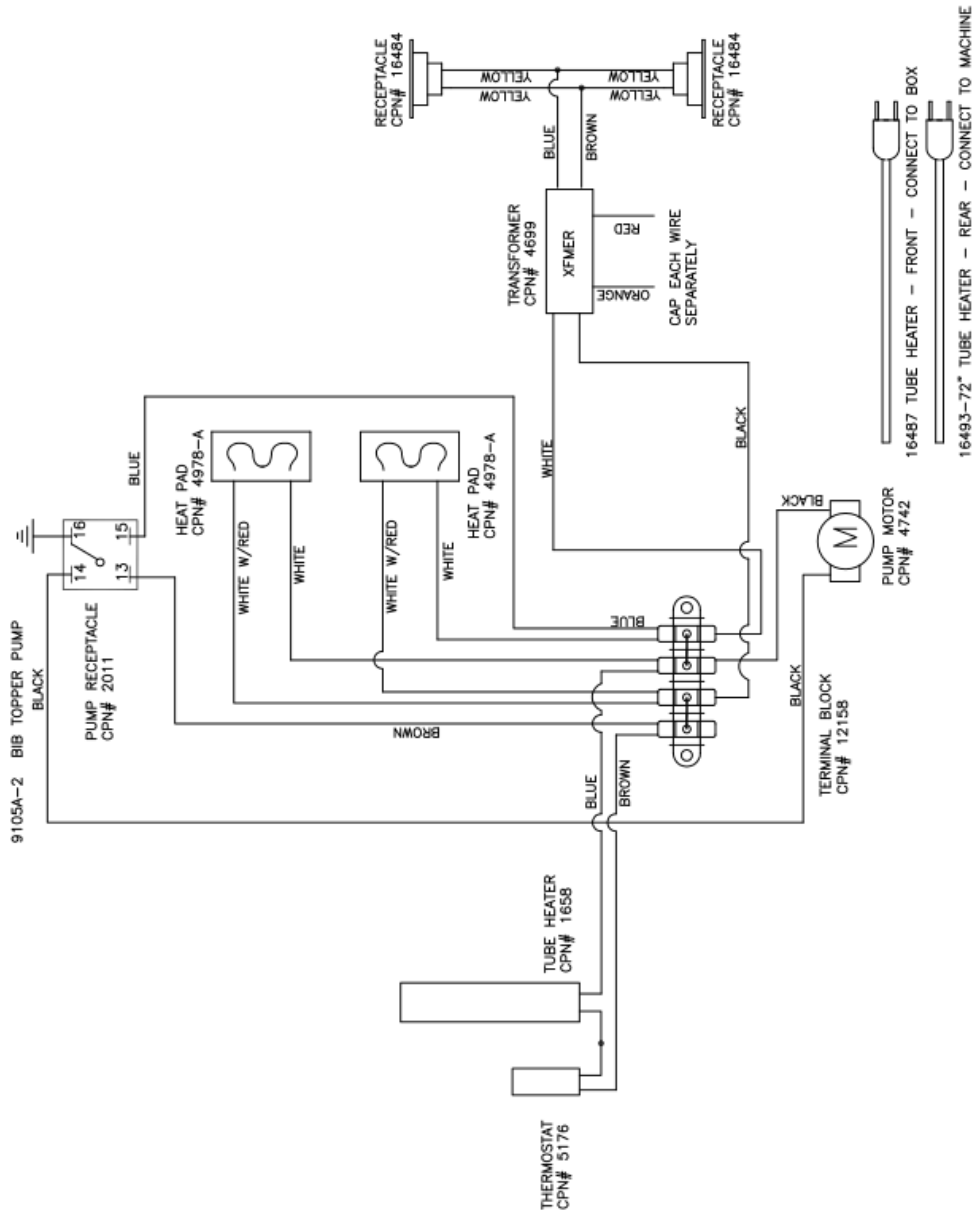 9105A-2 BIB TOPPER PUMP
BLACK
14
16
13
15
PUMP RECEPTACLE
CPN# 2011
BLUE
HEAT PAD
CPN# 4978-A
WHITE W/RED
WHITE
HEAT PAD
CPN# 4978-A
WHITE W/RED
WHITE
BROWN
BLUE
BLUE
BROWN
TUBE HEATER
CPN# 1658
THERMOSTAT
CPN# 5176
TERMINAL BLOCK
CPN# 12158
BLACK
BLACK
M
PUMP MOTOR
CPN# 4742
WHITE
BLACK
TRANSFORMER
CPN# 4699
XFMER
ORANGE
RED
CAP EACH WIRE
SEPARATELY
BLUE
BROWN
RECEPTACLE
CPN# 16484
YELLOW
YELLOW
YELLOW
YELLOW
RECEPTACLE
CPN# 16484
16487 TUBE HEATER - FRONT - CONNECT TO BOX
16493-72" TUBE HEATER - REAR - CONNECT TO MACHINE